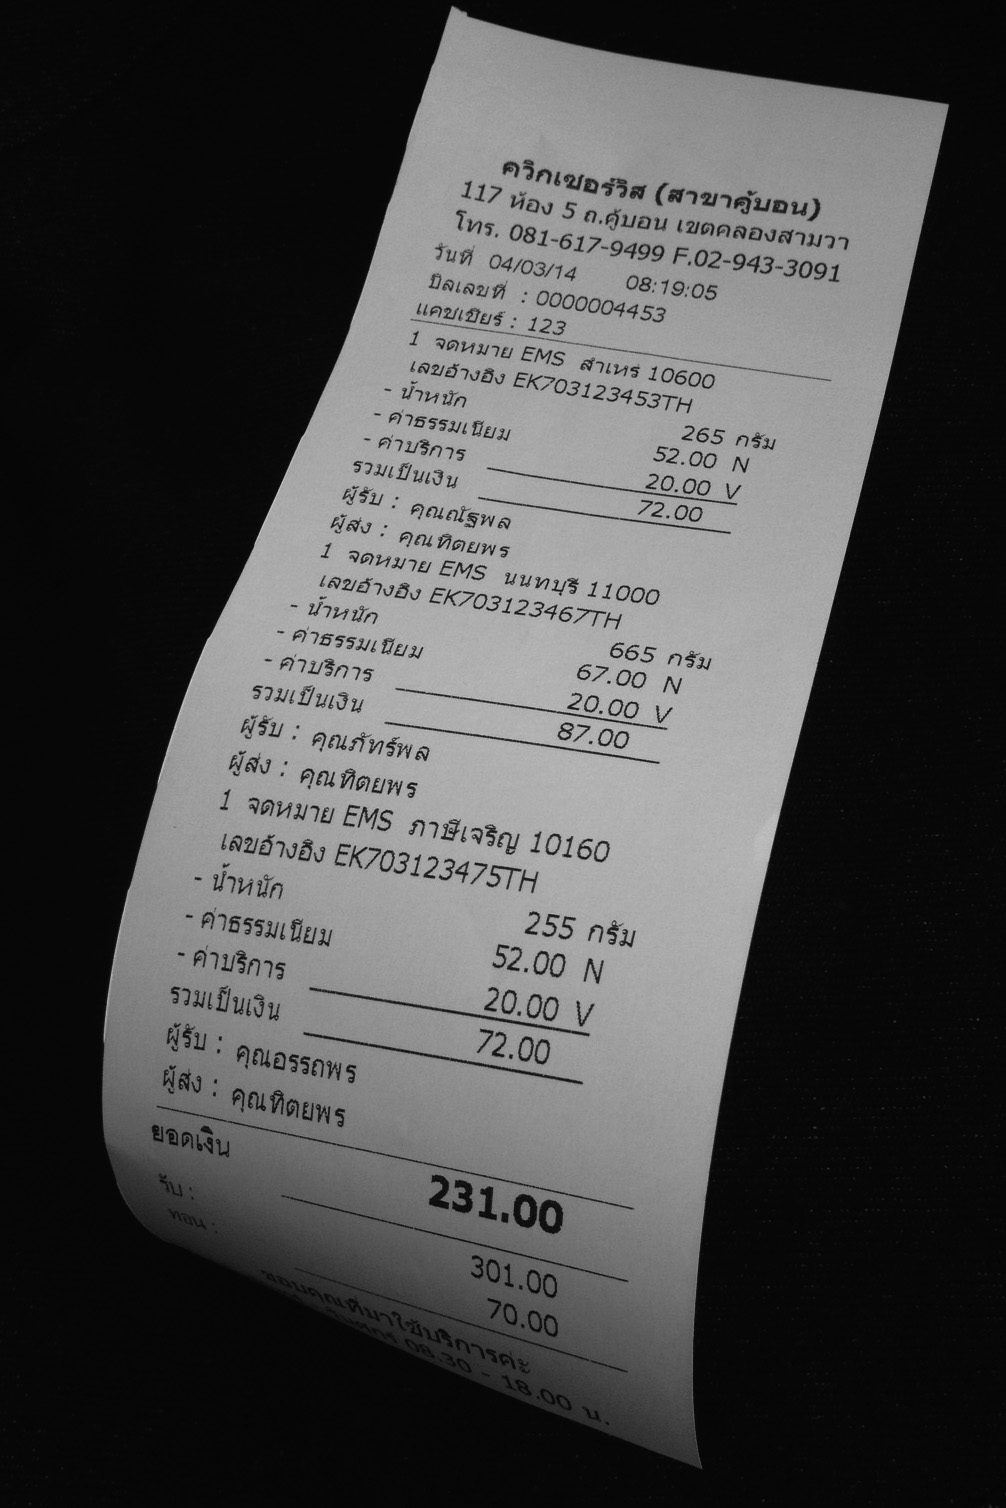 ควิกเซอร์วิส (สาขาคู้บอน)
117 ห้อง 5 ถ.คู้บอน เขตคลองสามวา
โทร. 081-617-9499 F.02-943-3091
วันที่ 04/03/14 08:19:05
บิลเลขที่ : 0000004453
แคชเชียร์ : 123
1 จดหมาย EMS สำเหร่ 10600
เลขอ้างอิง EK703123453TH
- น้ำหนัก 265 กรัม
- ค่าธรรมเนียม 52.00 N
- ค่าบริการ 20.00 V
รวมเป็นเงิน 72.00
ผู้รับ : คุณณัฐพล
ผู้ส่ง : คุณทิตยพร
1 จดหมาย EMS นนทบุรี 11000
เลขอ้างอิง EK703123467TH
- น้ำหนัก 665 กรัม
- ค่าธรรมเนียม 67.00 N
- ค่าบริการ 20.00 V
รวมเป็นเงิน 87.00
ผู้รับ : คุณภัทร์พล
ผู้ส่ง : คุณทิตยพร
1 จดหมาย EMS ภาษีเจริญ 10160
เลขอ้างอิง EK703123475TH
- น้ำหนัก 255 กรัม
- ค่าธรรมเนียม 52.00 N
- ค่าบริการ 20.00 V
รวมเป็นเงิน 72.00
ผู้รับ : คุณอรรถพร
ผู้ส่ง : คุณทิตยพร
ยอดเงิน 231.00
รับ : 301.00
ทอน : 70.00
ขอบคุณที่มาใช้บริการค่ะ
08.30 - 18.00 น.